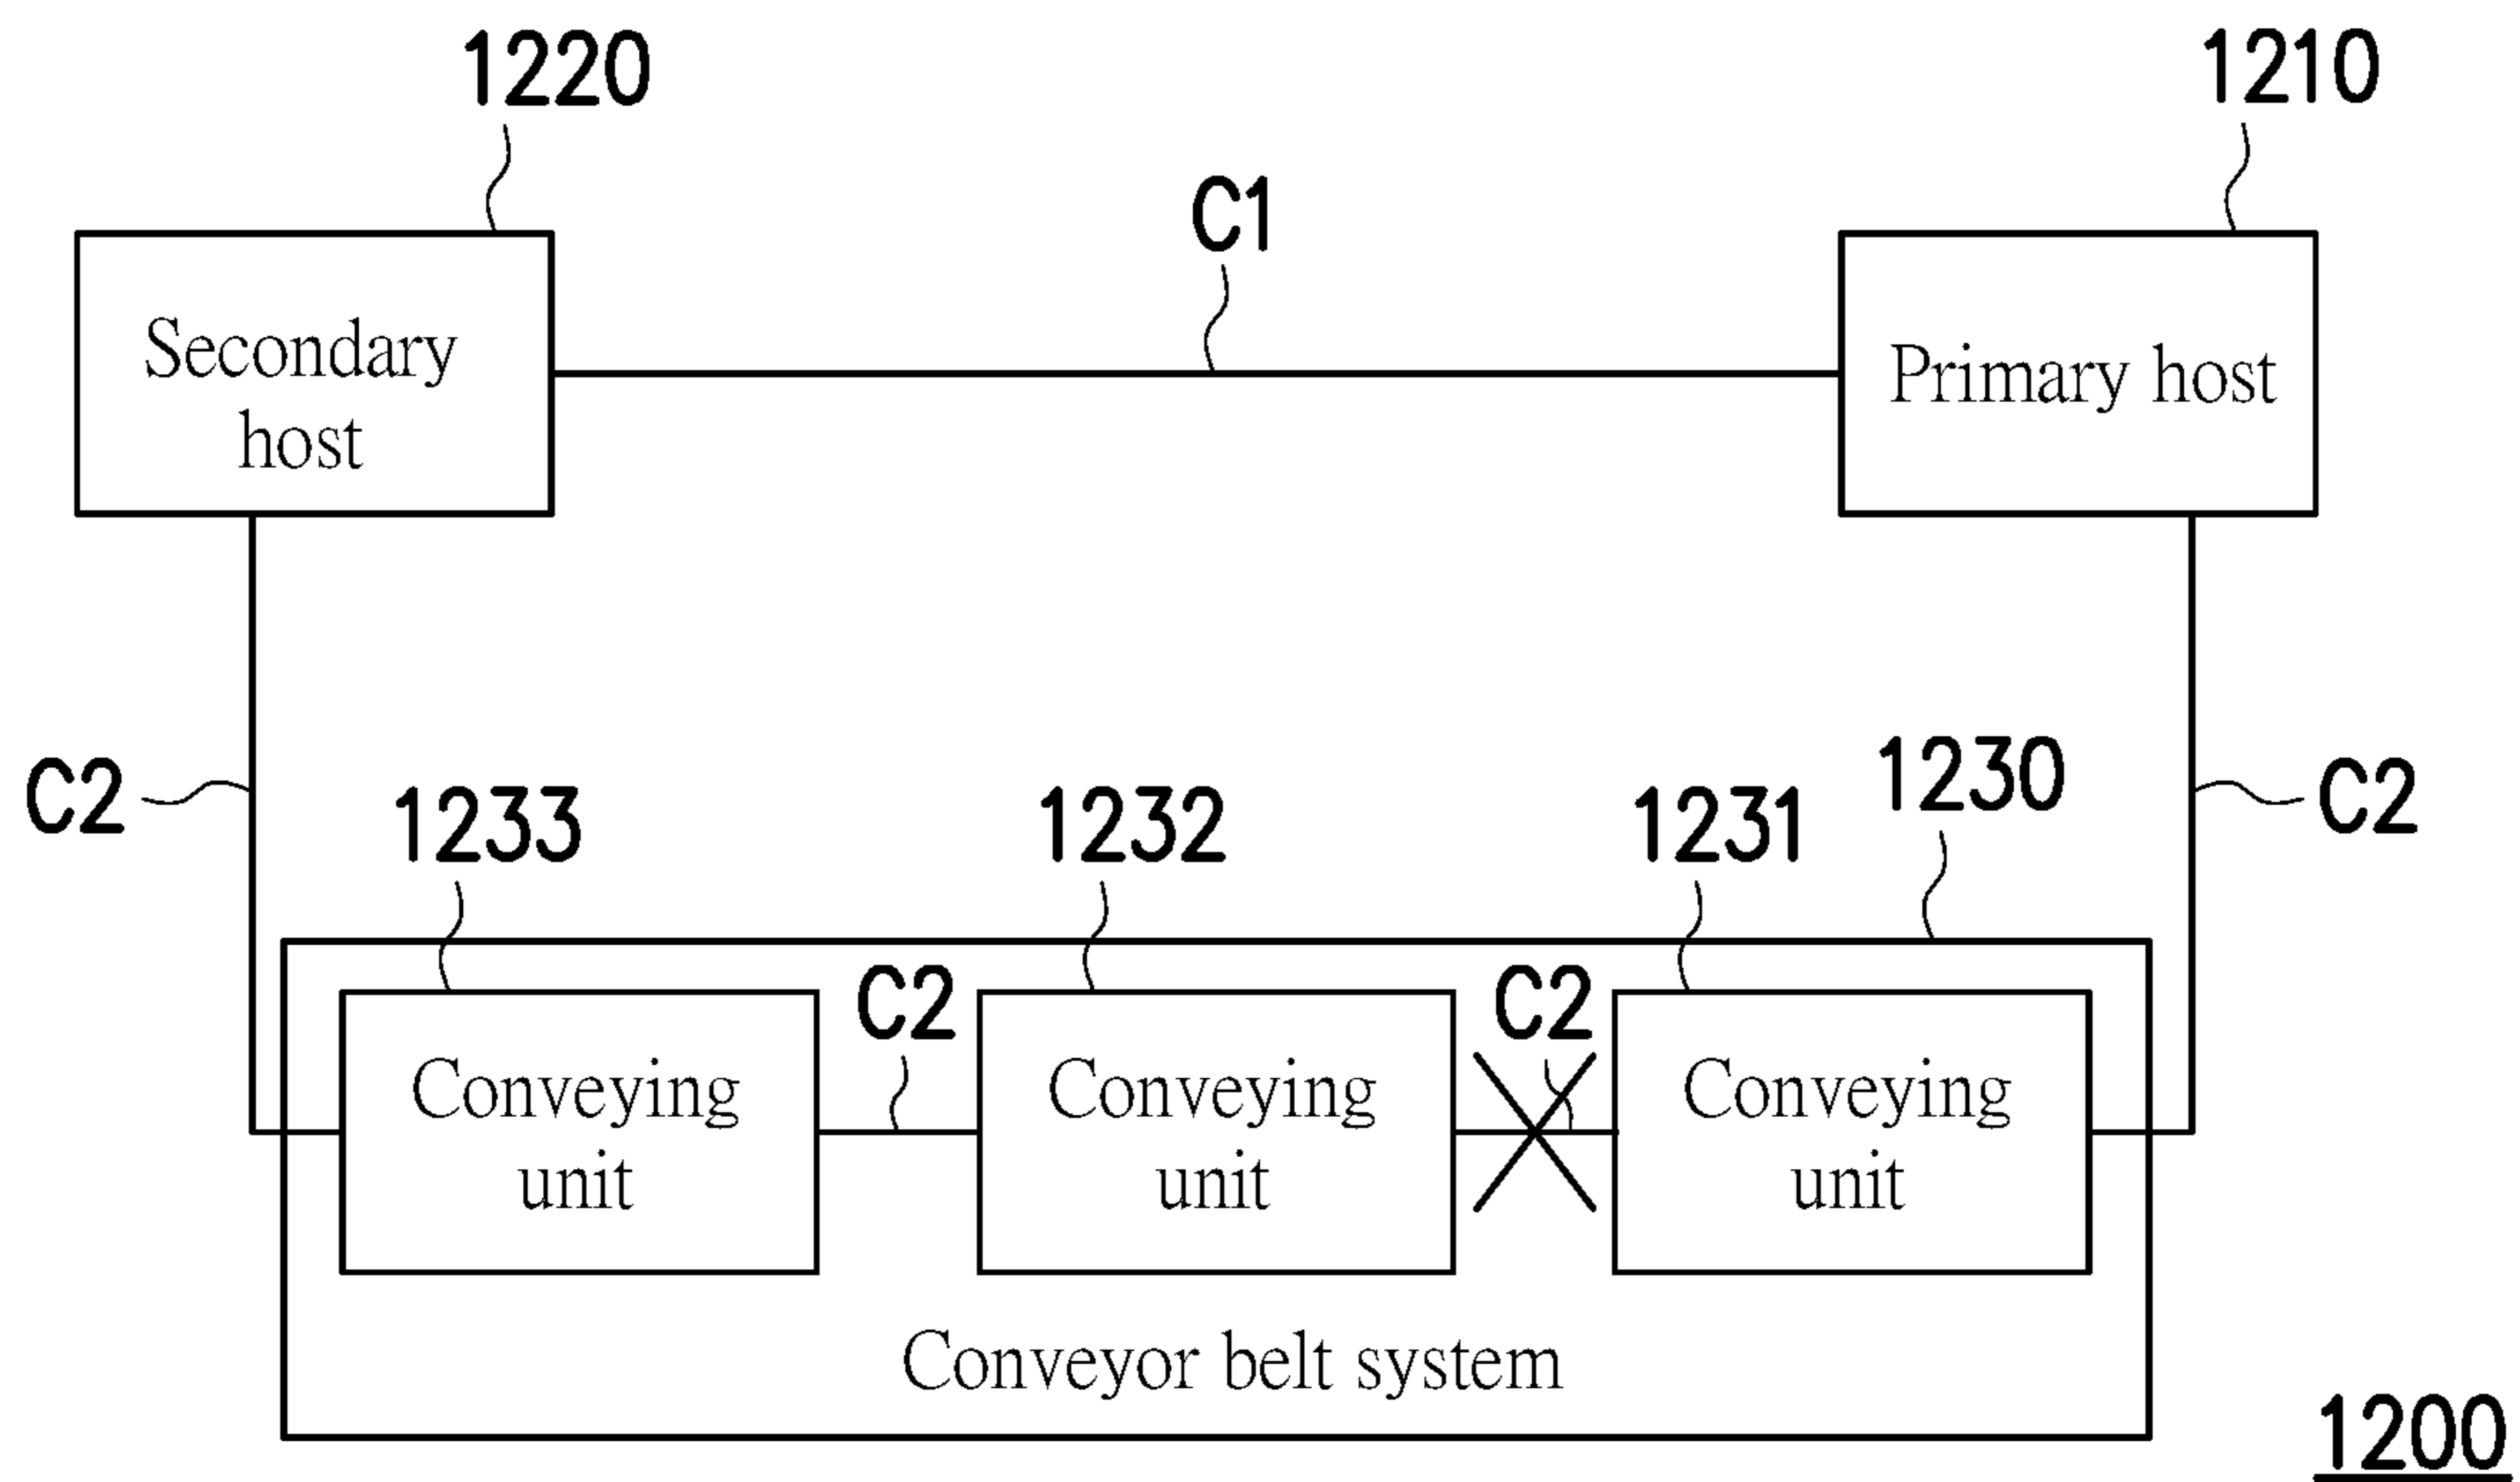 1220
1210
C1
Secondary
host
Primary host
C2
1233
1232
1231
1230
C2
C2
C2
Conveying
unit
Conveying
unit
Conveying
unit
Conveyor belt system
1200